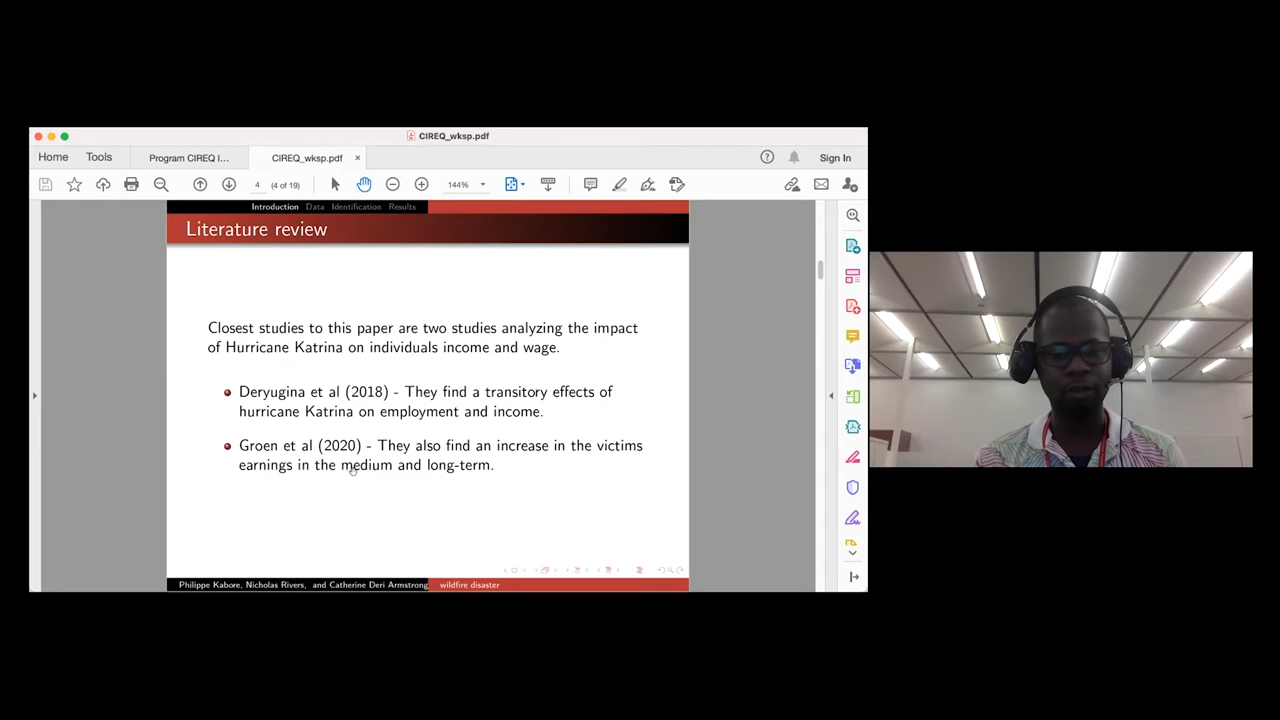 CIREQ_wksp.pdf
Home Tools Program CIREQ I... CIREQ_wksp.pdf × Sign In
4 (4 of 19) 144%
Introduction Data Identification Results
Literature review
Closest studies to this paper are two studies analyzing the impact
of Hurricane Katrina on individuals income and wage.
Deryugina et al (2018) - They find a transitory effects of
hurricane Katrina on employment and income.
Groen et al (2020) - They also find an increase in the victims
earnings in the medium and long-term.
Philippe Kabore, Nicholas Rivers, and Catherine Deri Armstrong wildfire disaster